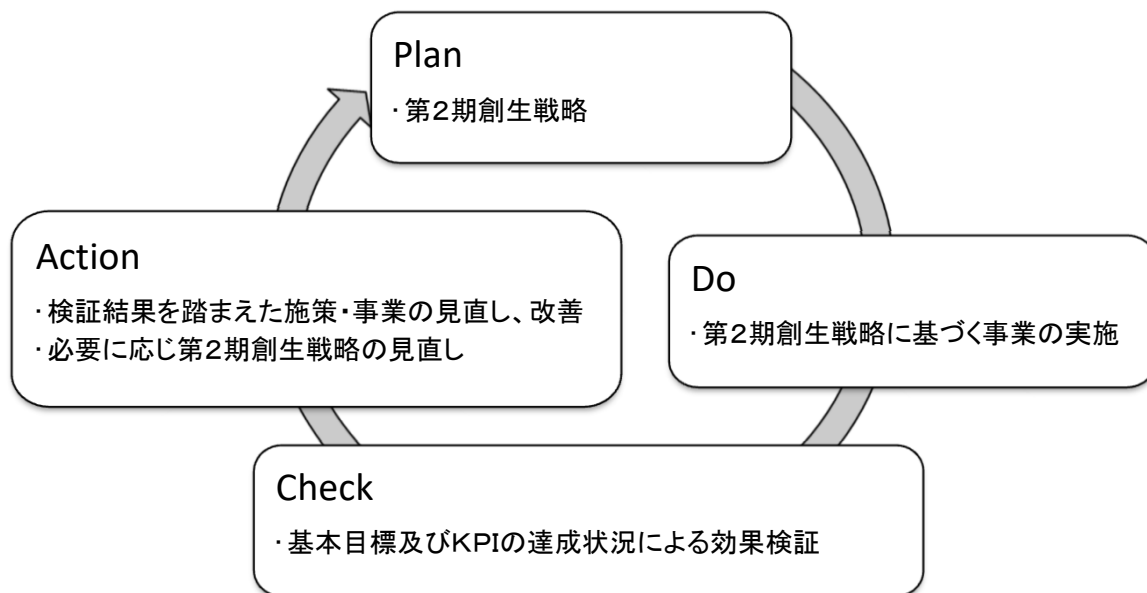 Plan
・第2期創生戦略
Action
・検証結果を踏まえた施策・事業の見直し、改善
・必要に応じ第2期創生戦略の見直し
Do
・第2期創生戦略に基づく事業の実施
Check
・基本目標及びKPIの達成状況による効果検証